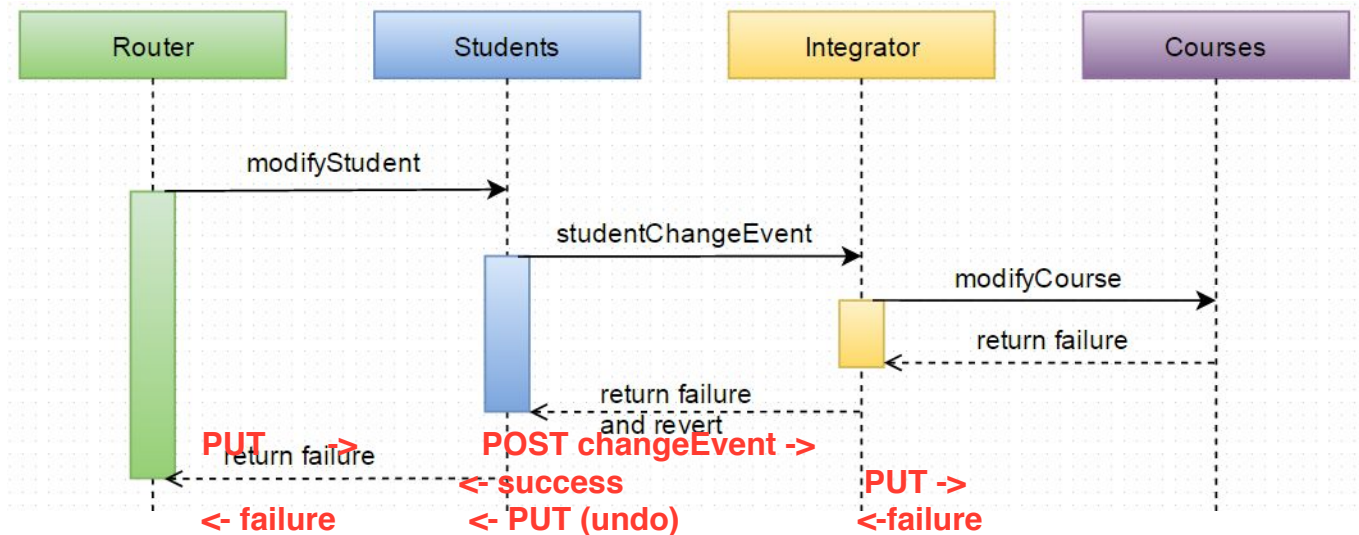 Router
Students
Integrator
Courses
modifyStudent
studentChangeEvent
modifyCourse
return failure
return failure
and revert
return failure
PUT ->
POST changeEvent ->
<- success
PUT ->
<- failure
<- PUT (undo)
<-failure